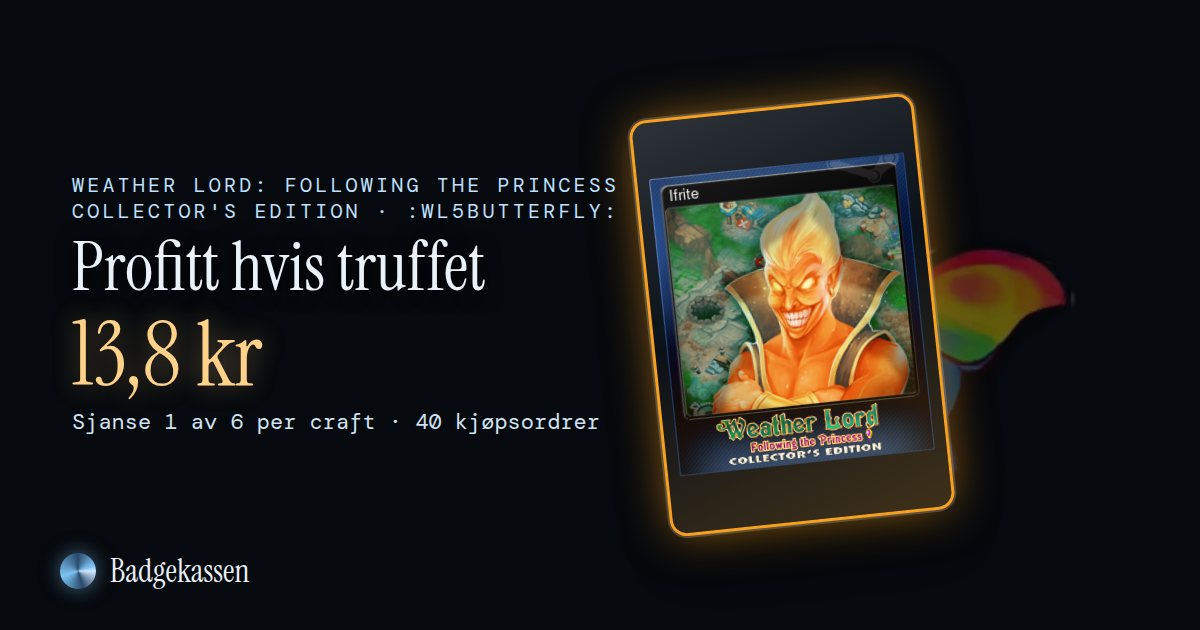 WEATHER LORD: FOLLOWING THE PRINCESS
COLLECTOR'S EDITION · :WL5BUTTERFLY:
Profitt hvis truffet
13,8 kr
Sjanse 1 av 6 per craft · 40 kjøpsordrer
Badgekassen
Ifrite
Weather Lord
Following the Princess
COLLECTOR'S EDITION